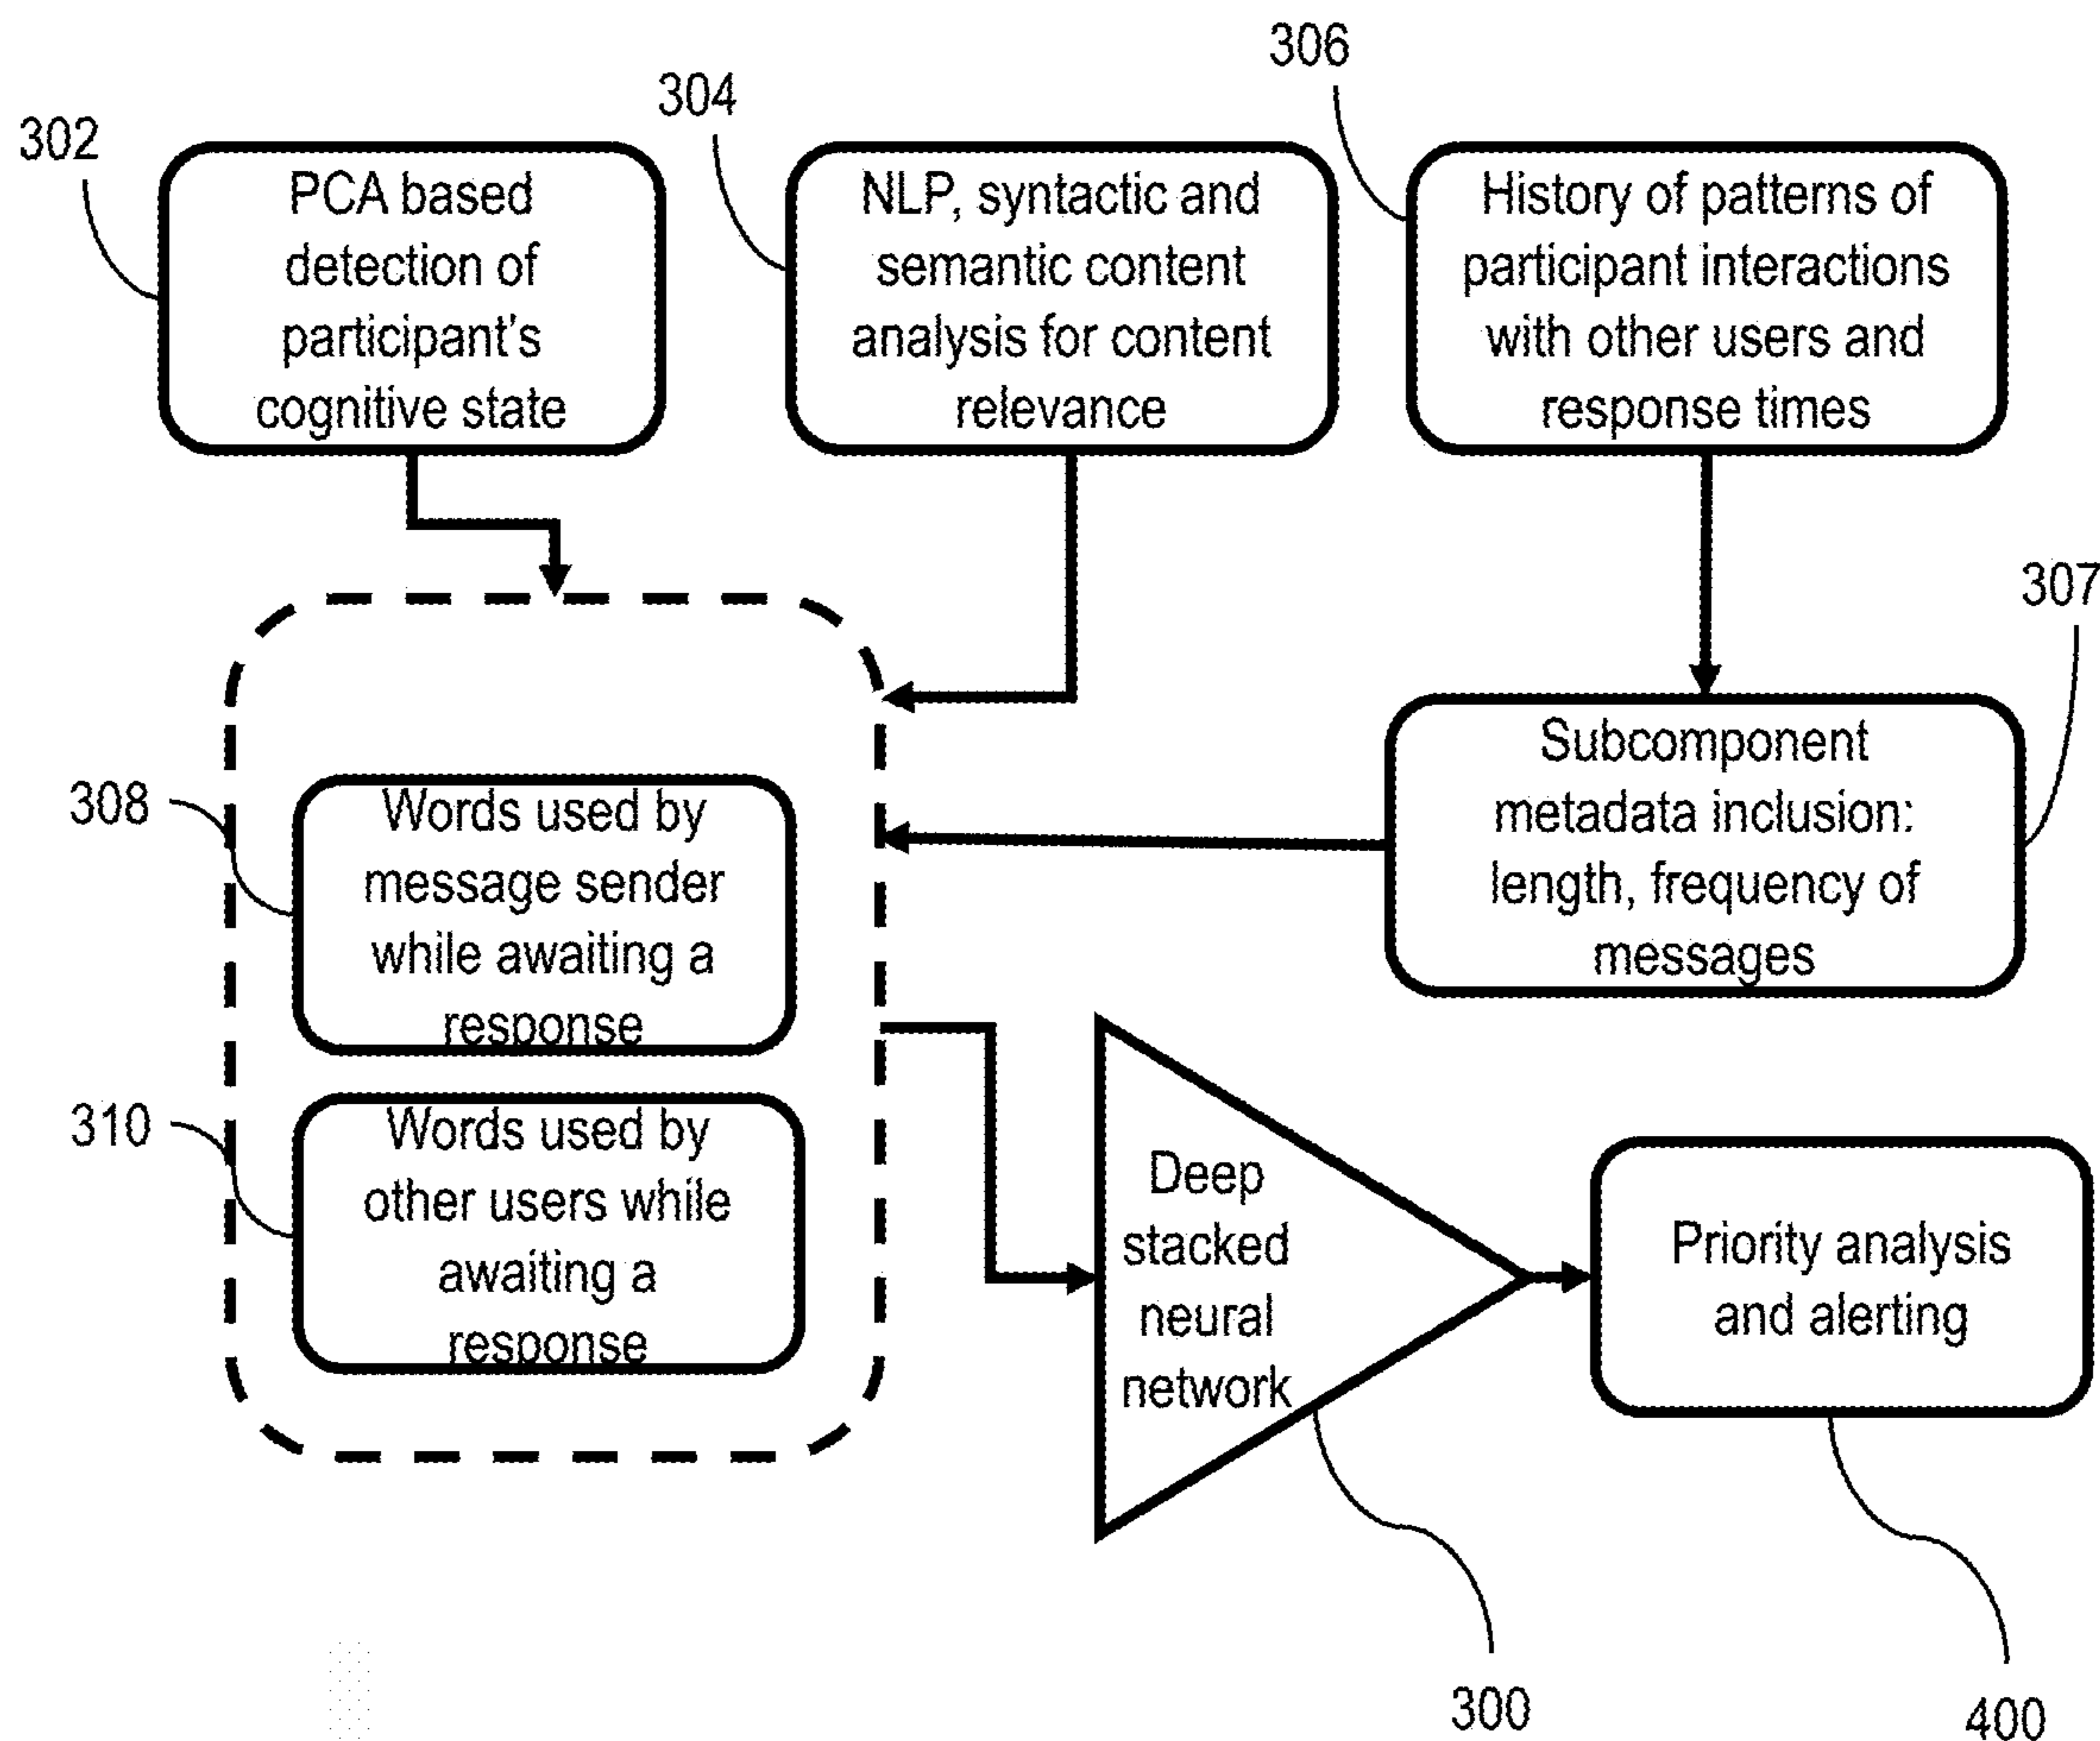 306
304
302
PCA based
detection of
participant's
cognitive state
NLP, syntactic and
semantic content
analysis for content
relevance
History of patterns of
participant interactions
with other users and
response times
307
Subcomponent
metadata inclusion:
length, frequency of
messages
308
Words used by
message sender
while awaiting a
response
310
Words used by
other users while
awaiting a
response
Deep
stacked
neural
network
Priority analysis
and alerting
300
400